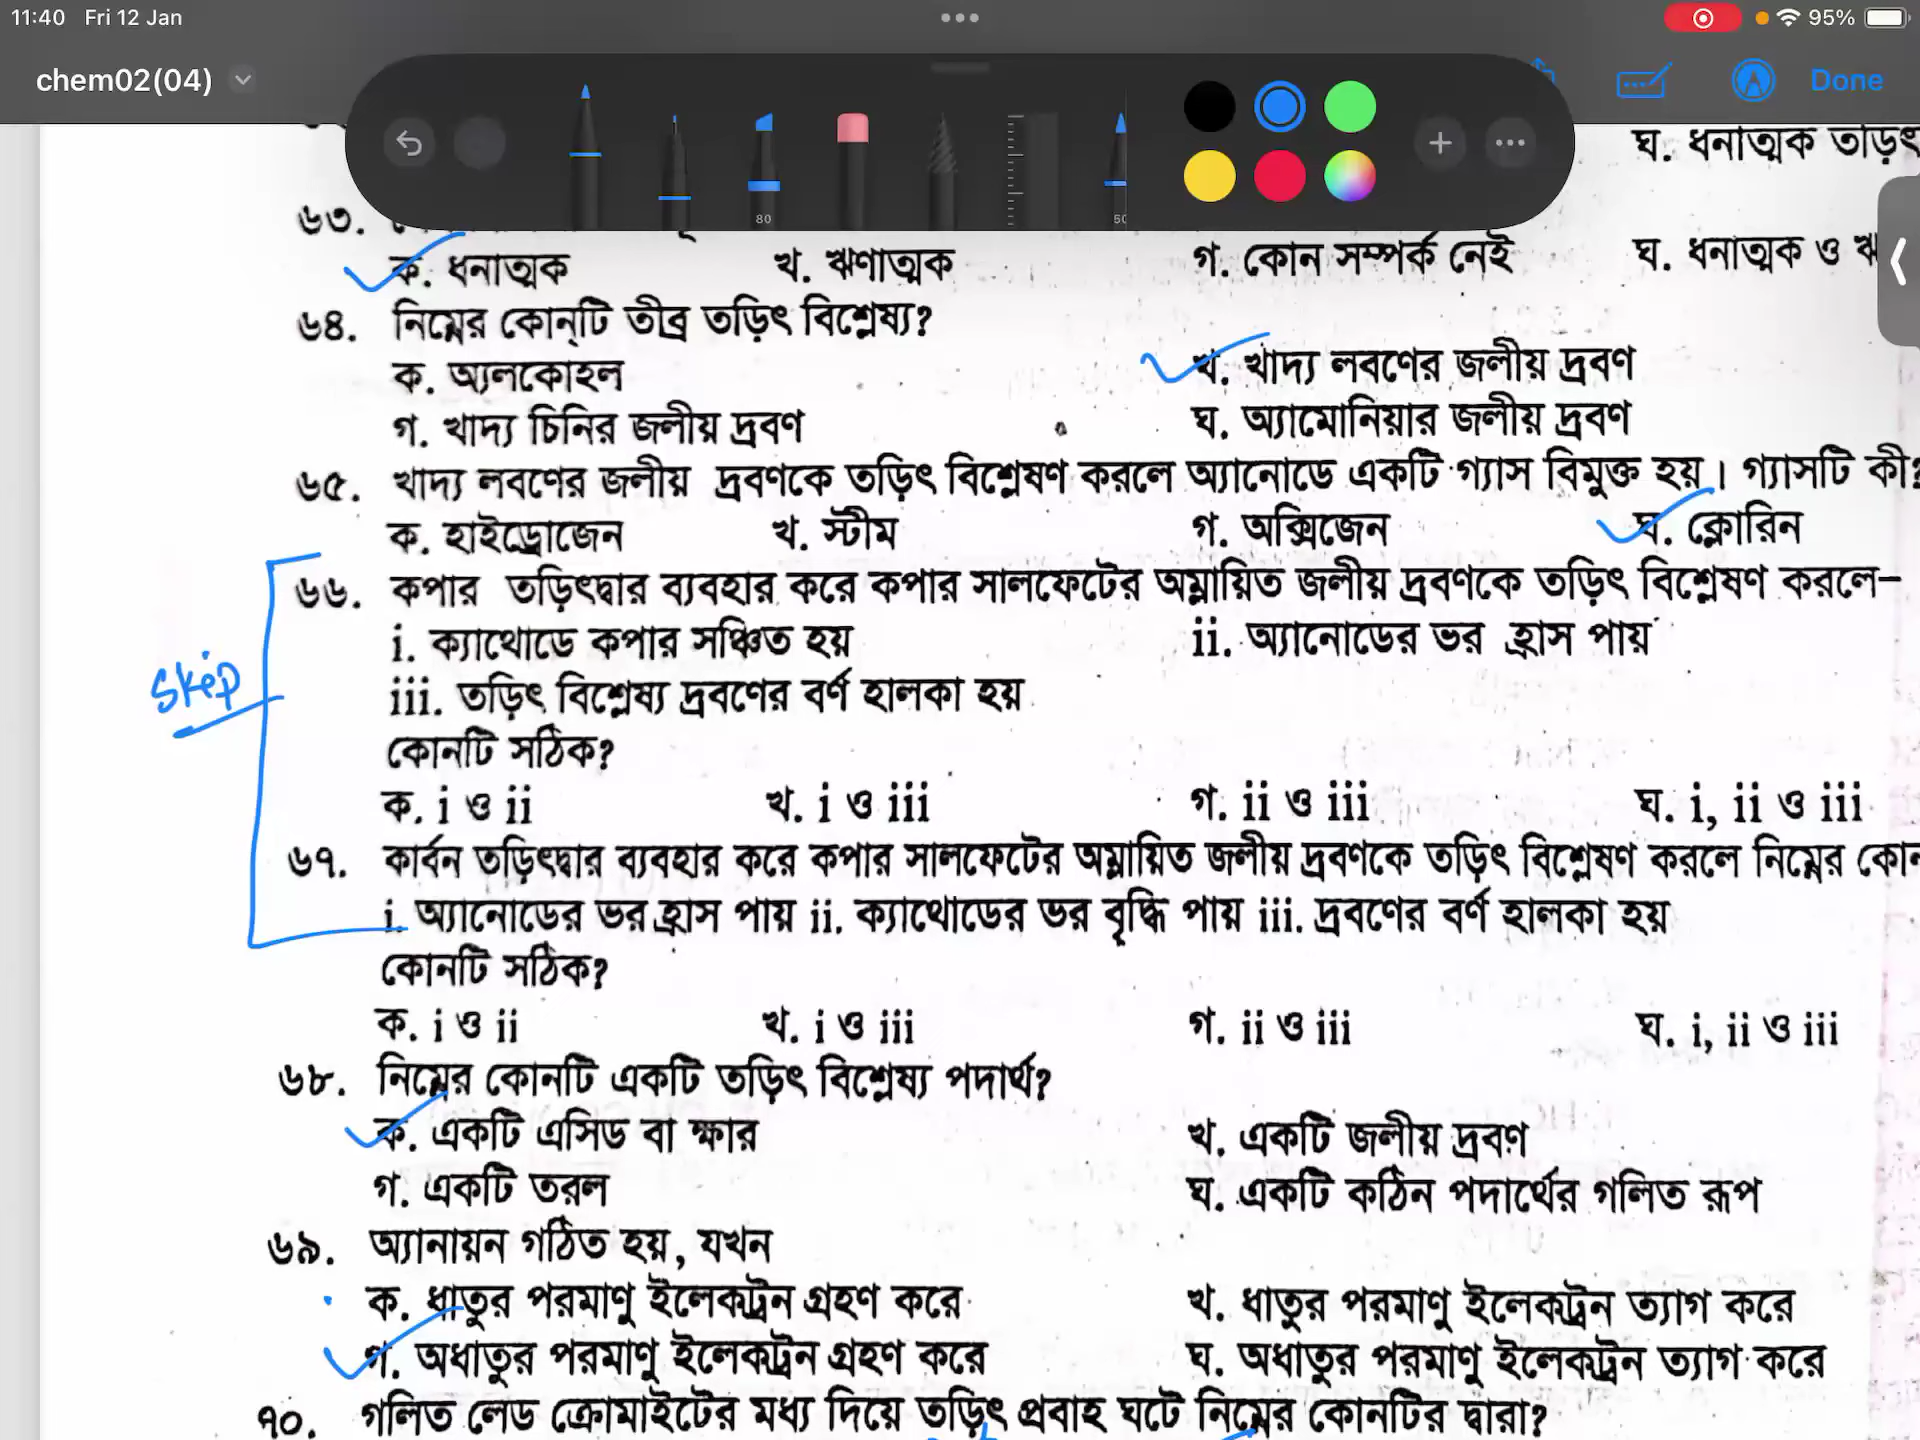 11:40 Fri 12 Jan
95%
chem02(04)
Done
80
50
ঘ. ধনাত্মক তড়িৎ
৬৩.
ক. ধনাত্মক খ. ঋণাত্মক গ. কোন সম্পর্ক নেই ঘ. ধনাত্মক ও ঋ
৬৪. নিম্নের কোন্‌টি তীব্র তড়িৎ বিশ্লেষ্য?
ক. অ্যলকোহল খ. খাদ্য লবণের জলীয় দ্রবণ
গ. খাদ্য চিনির জলীয় দ্রবণ ঘ. অ্যামোনিয়ার জলীয় দ্রবণ
৬৫. খাদ্য লবণের জলীয় দ্রবণকে তড়িৎ বিশ্লেষণ করলে অ্যানোডে একটি গ্যাস বিমুক্ত হয়। গ্যাসটি কী?
ক. হাইড্রোজেন খ. স্টীম গ. অক্সিজেন ঘ. ক্লোরিন
৬৬. কপার তড়িৎদ্বার ব্যবহার করে কপার সালফেটের অম্লায়িত জলীয় দ্রবণকে তড়িৎ বিশ্লেষণ করলে–
i. ক্যাথোডে কপার সঞ্চিত হয় ii. অ্যানোডের ভর হ্রাস পায়
Skip
iii. তড়িৎ বিশ্লেষ্য দ্রবণের বর্ণ হালকা হয়
কোনটি সঠিক?
ক. i ও ii খ. i ও iii গ. ii ও iii ঘ. i, ii ও iii
৬৭. কার্বন তড়িৎদ্বার ব্যবহার করে কপার সালফেটের অম্লায়িত জলীয় দ্রবণকে তড়িৎ বিশ্লেষণ করলে নিম্নের কোন
i. অ্যানোডের ভর হ্রাস পায় ii. ক্যাথোডের ভর বৃদ্ধি পায় iii. দ্রবণের বর্ণ হালকা হয়
কোনটি সঠিক?
ক. i ও ii খ. i ও iii গ. ii ও iii ঘ. i, ii ও iii
৬৮. নিম্নের কোনটি একটি তড়িৎ বিশ্লেষ্য পদার্থ?
ক. একটি এসিড বা ক্ষার খ. একটি জলীয় দ্রবণ
গ. একটি তরল ঘ. একটি কঠিন পদার্থের গলিত রূপ
৬৯. অ্যানায়ন গঠিত হয়, যখন
ক. ধাতুর পরমাণু ইলেকট্রন গ্রহণ করে খ. ধাতুর পরমাণু ইলেকট্রন ত্যাগ করে
গ. অধাতুর পরমাণু ইলেকট্রন গ্রহণ করে ঘ. অধাতুর পরমাণু ইলেকট্রন ত্যাগ করে
৭০. গলিত লেড ক্রোমাইটের মধ্য দিয়ে তড়িৎ প্রবাহ ঘটে নিম্নের কোনটির দ্বারা?